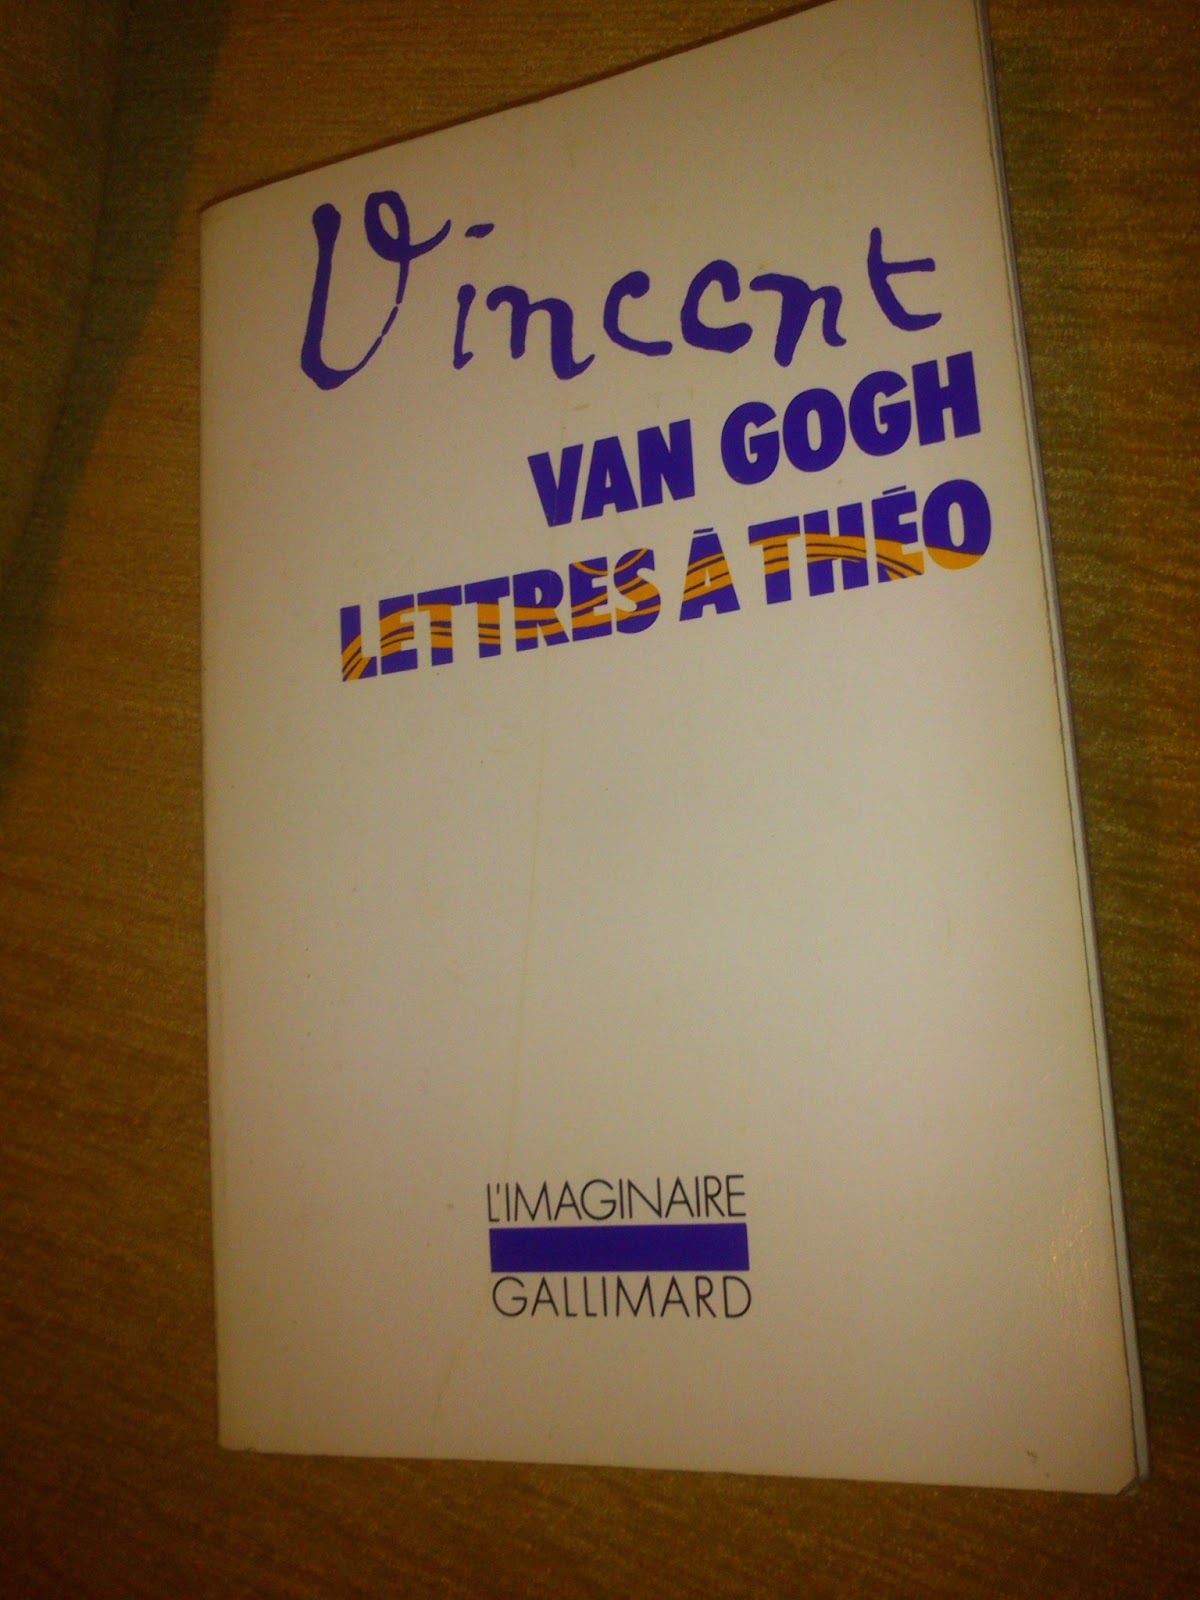 Vincent
VAN GOGH
LETTRES À THÉO
L'IMAGINAIRE
GALLIMARD